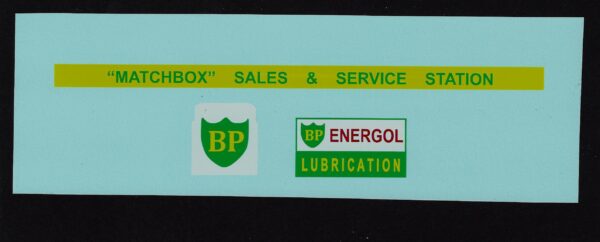 “MATCHBOX” SALES & SERVICE STATION
BP
BP ENERGOL
LUBRICATION